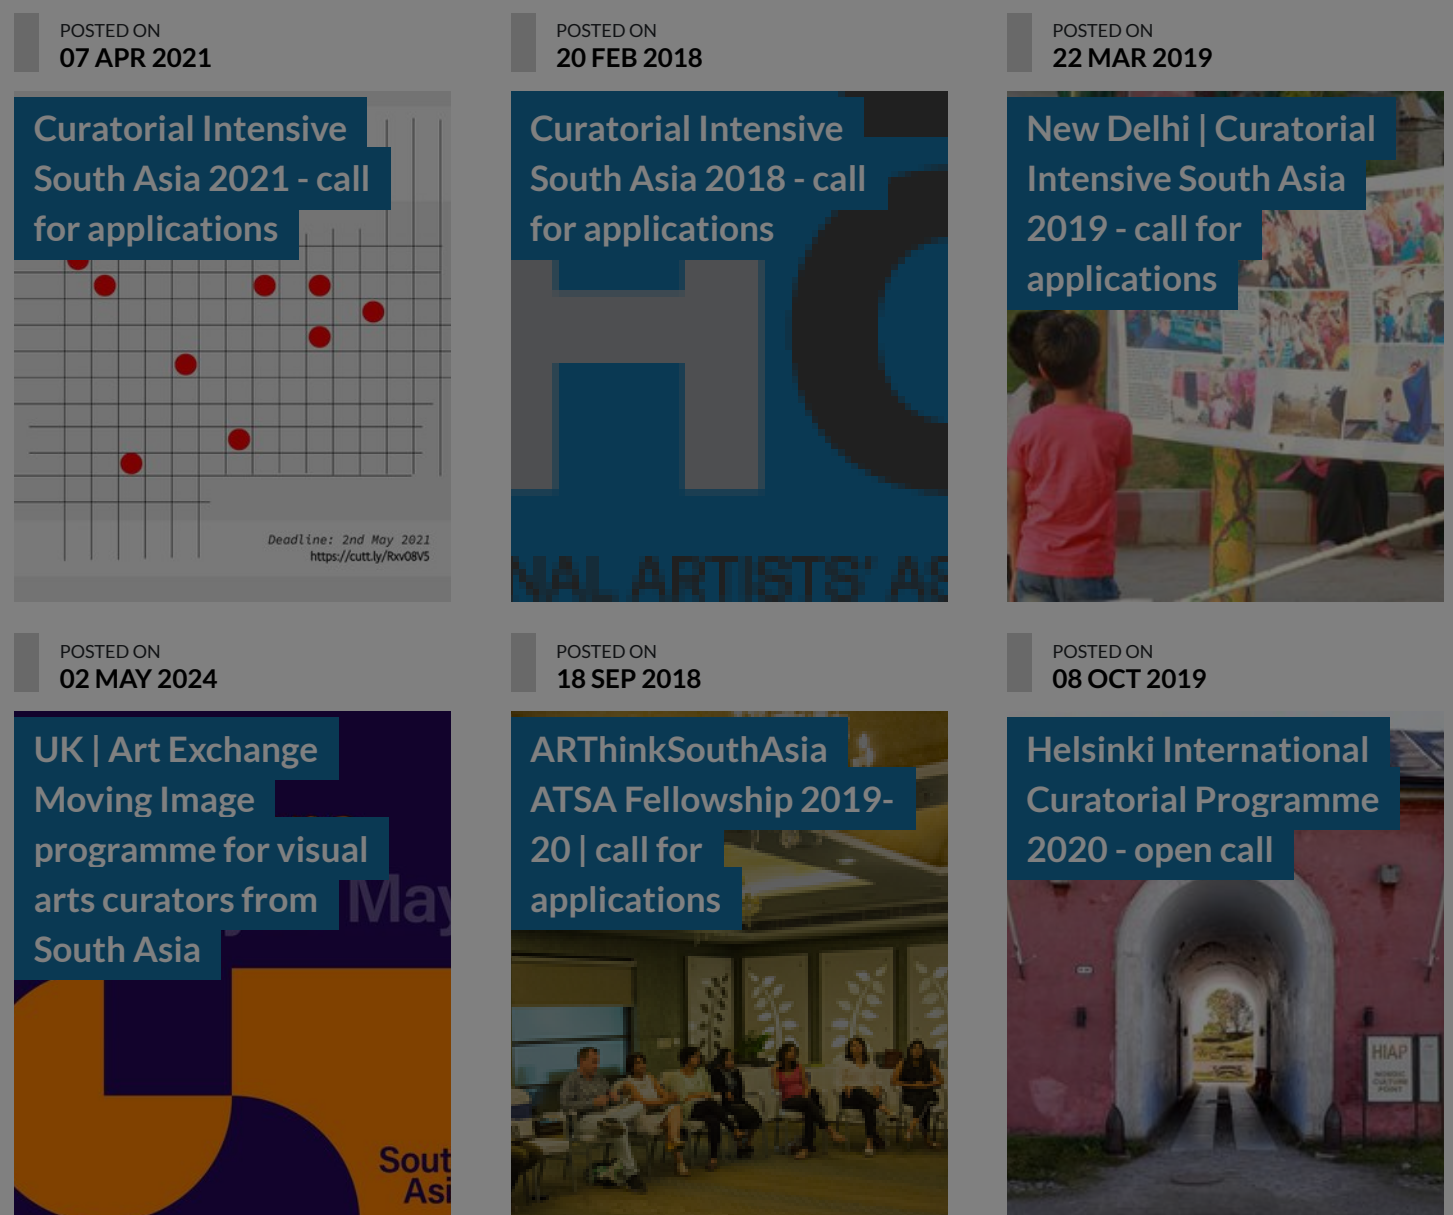 POSTED ON
07 APR 2021
Curatorial Intensive
South Asia 2021 - call
for applications
Deadline: 2nd May 2021
https://cutt.ly/Rxv08V5
POSTED ON
20 FEB 2018
Curatorial Intensive
South Asia 2018 - call
for applications
H
NAL ARTISTS' AS
POSTED ON
22 MAR 2019
New Delhi | Curatorial
Intensive South Asia
2019 - call for
applications
POSTED ON
02 MAY 2024
UK | Art Exchange
Moving Image
programme for visual
arts curators from
South Asia
May
Sout
Asi
POSTED ON
18 SEP 2018
ARThinkSouthAsia
ATSA Fellowship 2019-
20 | call for
applications
POSTED ON
08 OCT 2019
Helsinki International
Curatorial Programme
2020 - open call
HIAP
NORDIC
CULTURE
POINT